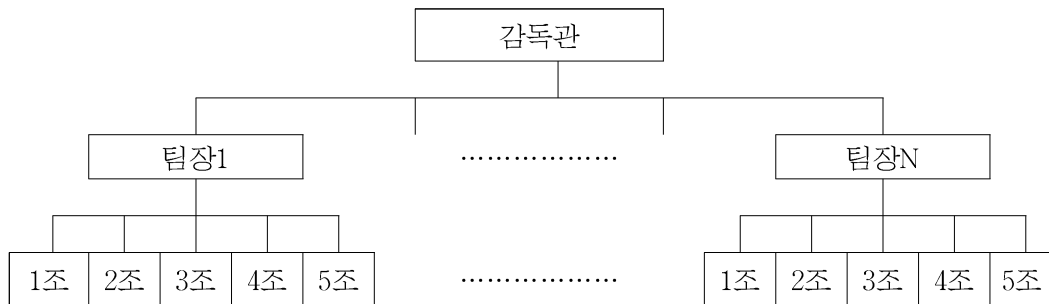 감독관
팀장1 ……………… 팀장N
1조 2조 3조 4조 5조 ……………… 1조 2조 3조 4조 5조